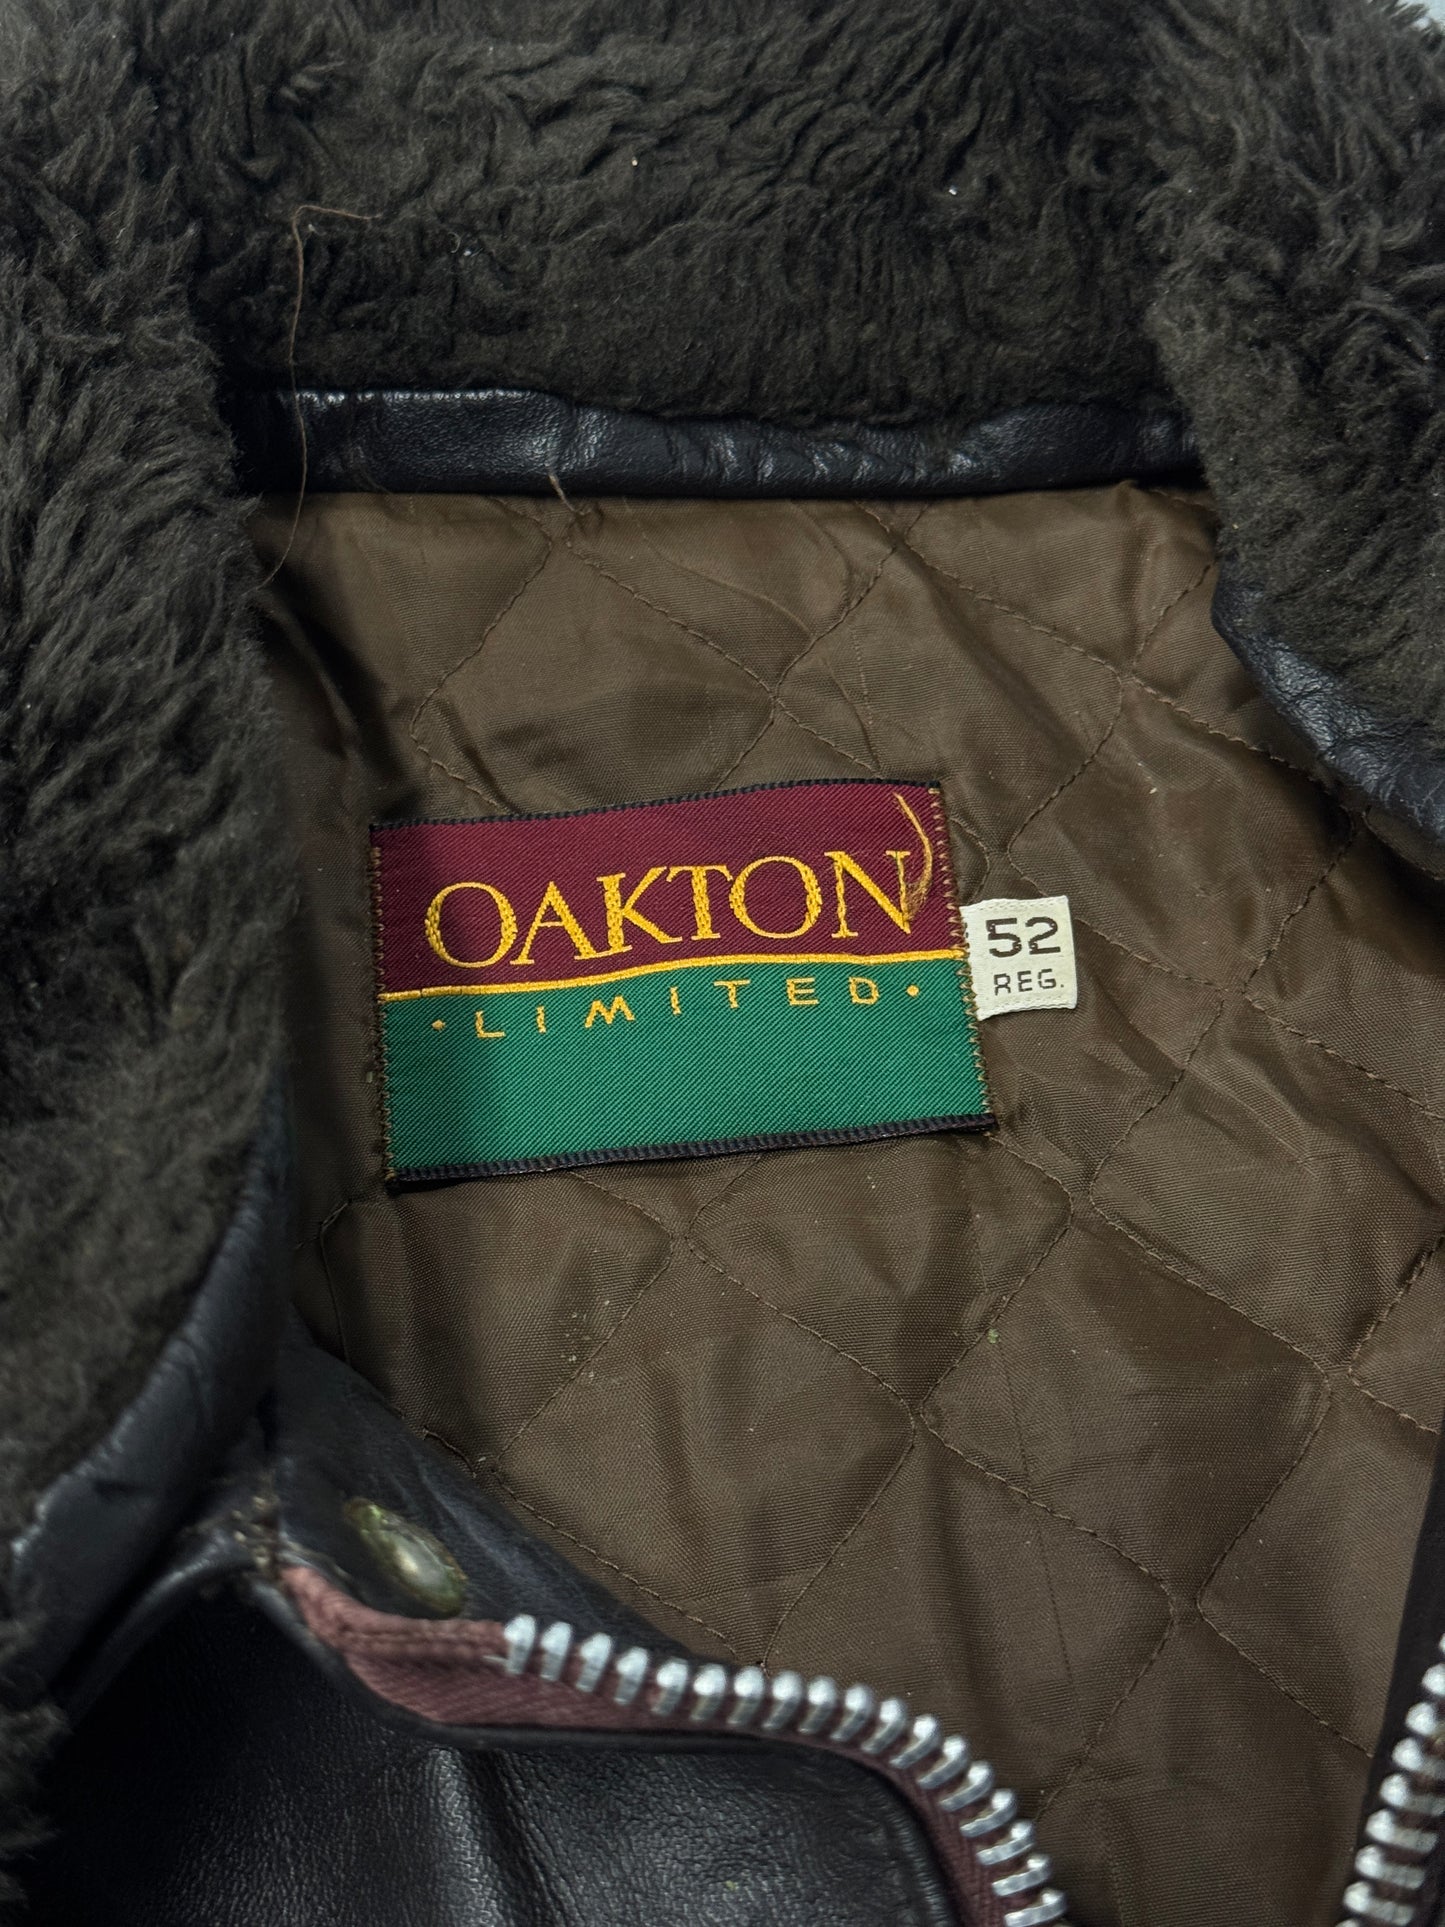 OAKTON
·LIMITED·
52
REG.